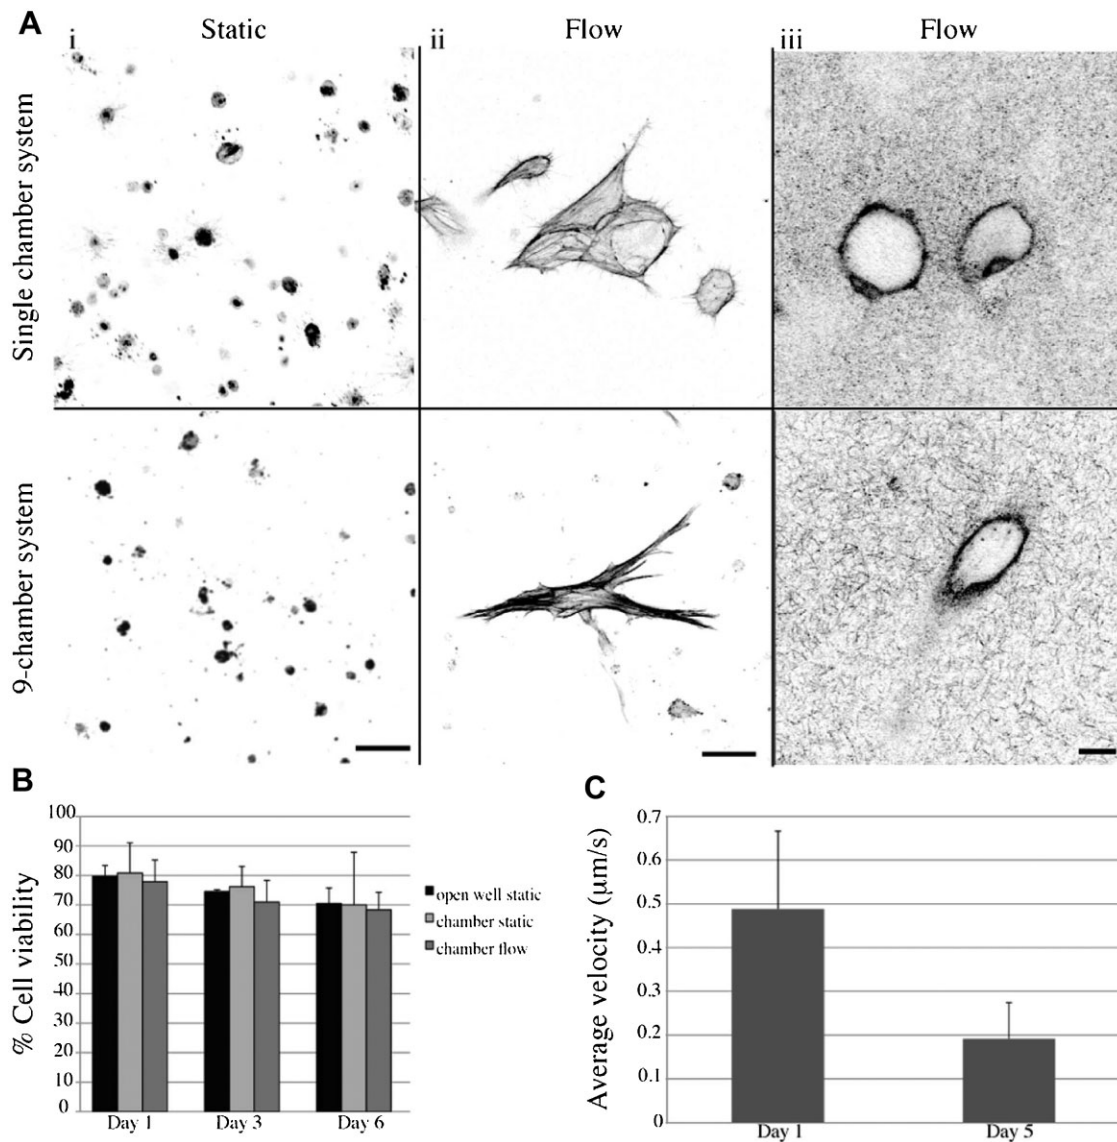 A
i
Static
ii
Flow
iii
Flow
Single chamber system
9-chamber system
B
% Cell viability
100
90
80
70
60
50
40
30
20
10
0
Day 1
Day 3
Day 6
open well static
chamber static
chamber flow
C
Average velocity (μm/s)
0.7
0.6
0.5
0.4
0.3
0.2
0.1
0
Day 1
Day 5